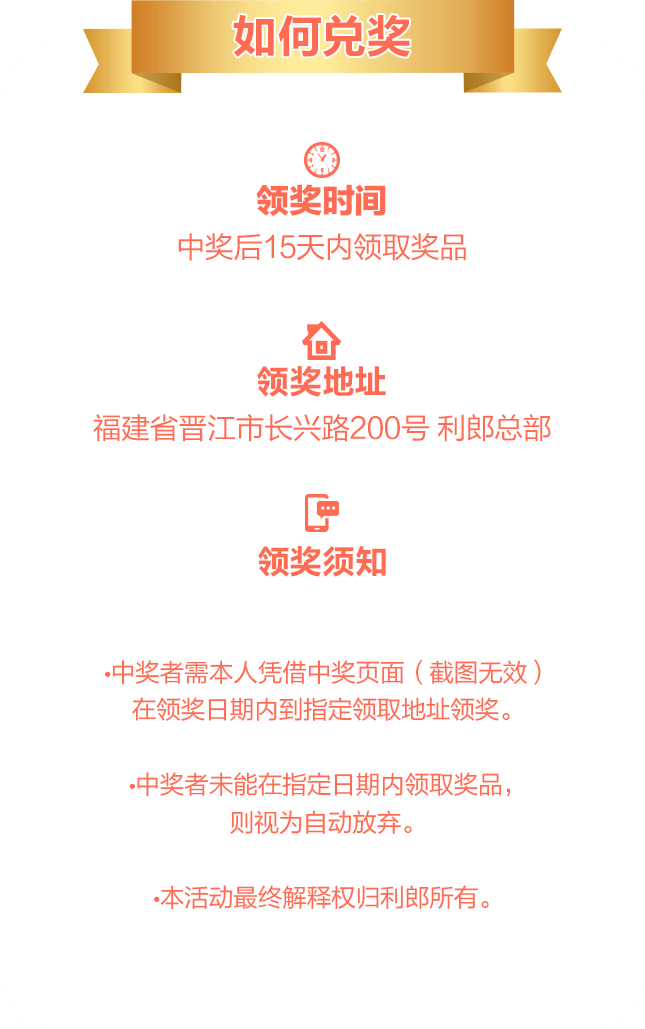 如何兑奖
领奖时间
中奖后15天内领取奖品
领奖地址
福建省晋江市长兴路200号 利郎总部
领奖须知
•中奖者需本人凭借中奖页面（截图无效）
在领奖日期内到指定领取地址领奖。
•中奖者未能在指定日期内领取奖品，
则视为自动放弃。
•本活动最终解释权归利郎所有。